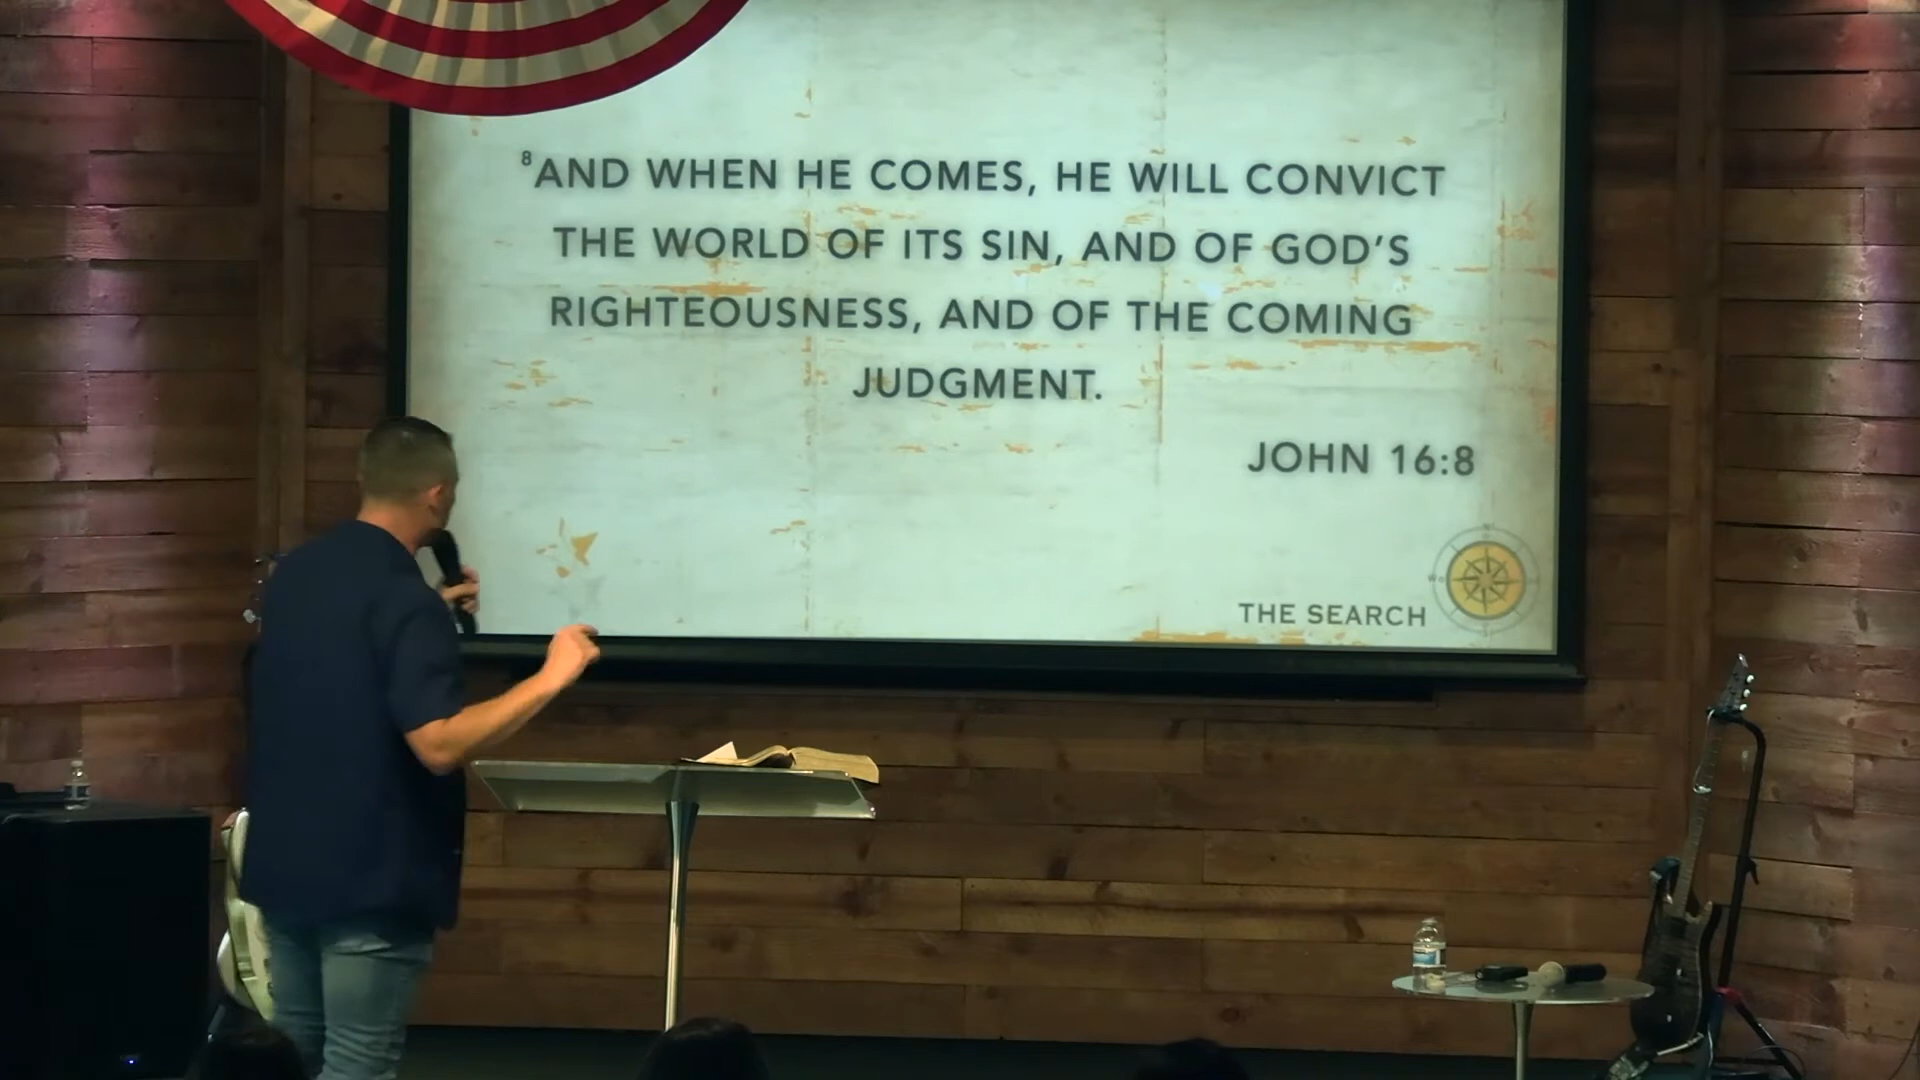 ⁸AND WHEN HE COMES, HE WILL CONVICT
THE WORLD OF ITS SIN, AND OF GOD'S
RIGHTEOUSNESS, AND OF THE COMING
JUDGMENT.
JOHN 16:8
THE SEARCH